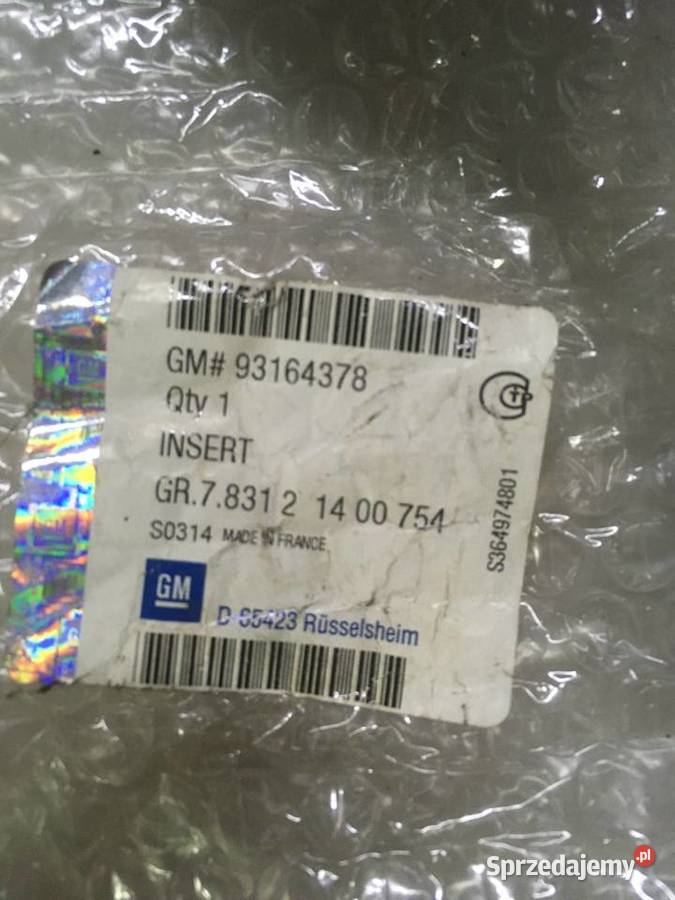 GM# 93164378
Qty 1
INSERT
GR.7.831 2 14 00 754
S0314 MADE IN FRANCE
S364974801
GM
D-65423 Rüsselsheim
Sprzedajemy.pl